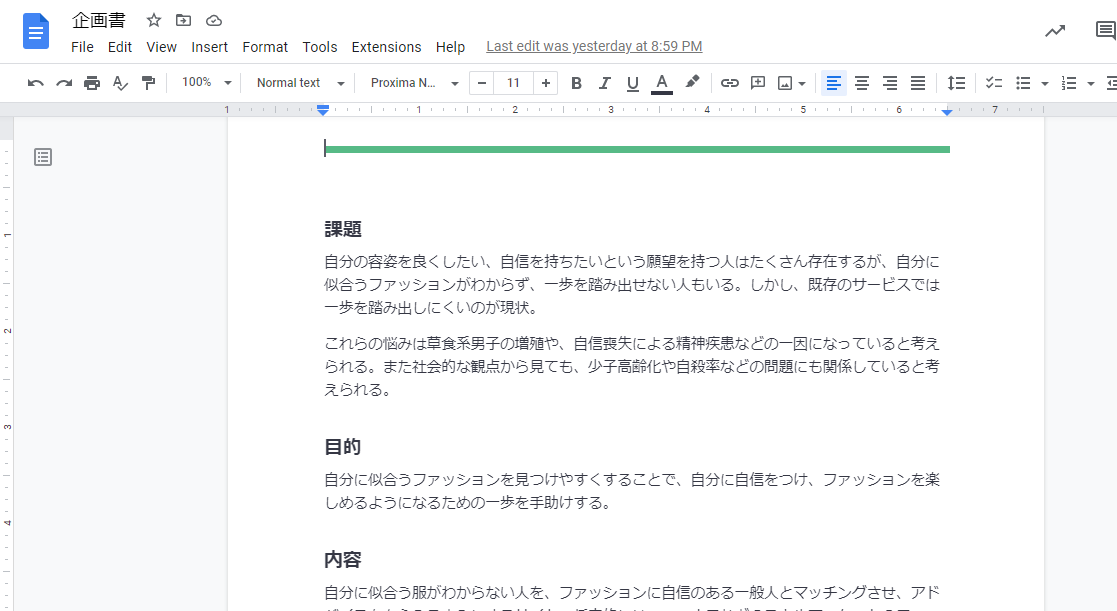 企画書
File Edit View Insert Format Tools Extensions Help Last edit was yesterday at 8:59 PM
100% Normal text Proxima N... 11
1 1 2 3 4 5 6 7
課題
自分の容姿を良くしたい、自信を持ちたいという願望を持つ人はたくさん存在するが、自分に
似合うファッションがわからず、一歩を踏み出せない人もいる。しかし、既存のサービスでは
一歩を踏み出しにくいのが現状。
これらの悩みは草食系男子の増殖や、自信喪失による精神疾患などの一因になっていると考え
られる。また社会的な観点から見ても、少子高齢化や自殺率などの問題にも関係していると考
えられる。
目的
自分に似合うファッションを見つけやすくすることで、自分に自信をつけ、ファッションを楽
しめるようになるための一歩を手助けする。
内容
自分に似合う服がわからない人を、ファッションに自信のある一般人とマッチングさせ、アド
1
2
3
4